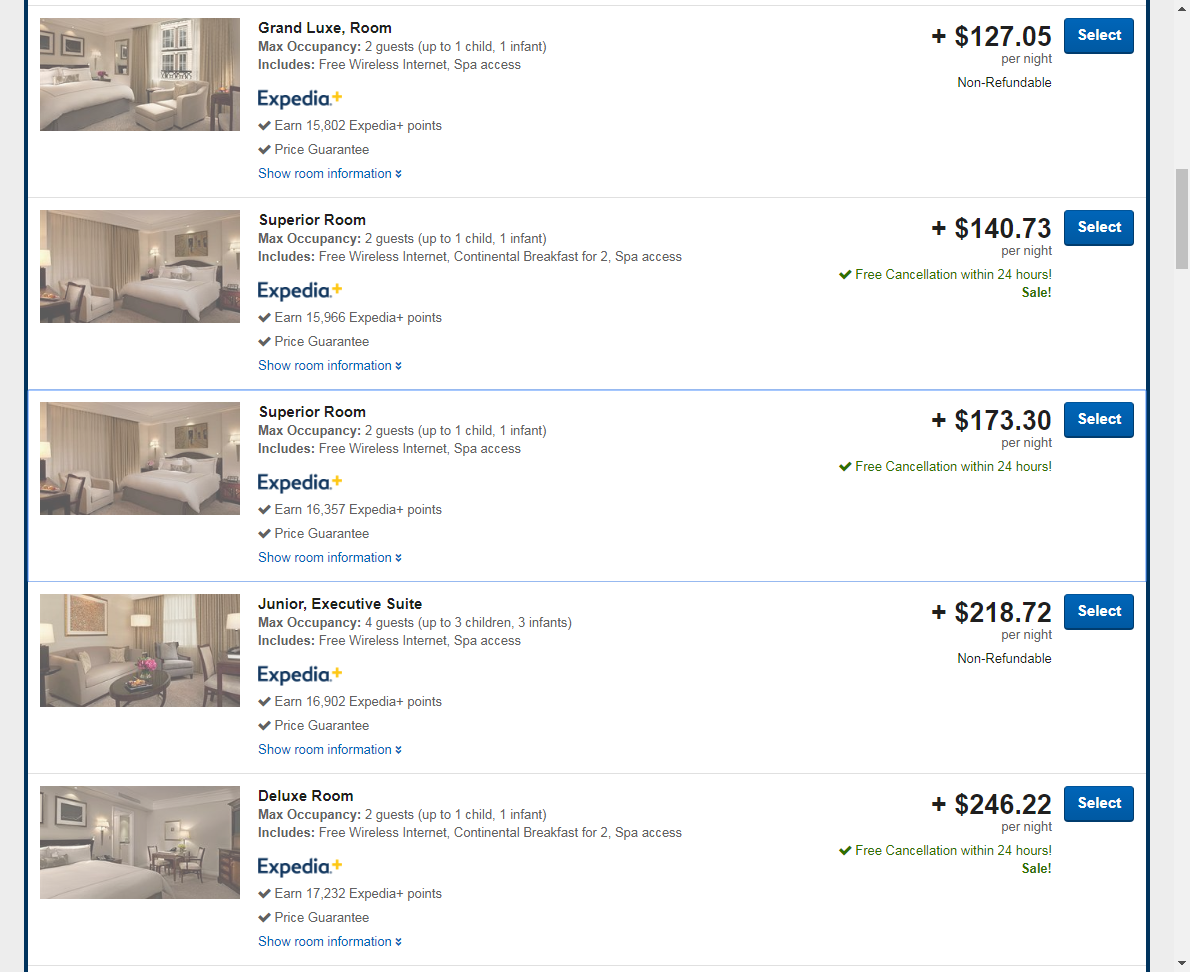 Grand Luxe, Room
Max Occupancy: 2 guests (up to 1 child, 1 infant)
Includes: Free Wireless Internet, Spa access
Expedia+
Earn 15,802 Expedia+ points
Price Guarantee
Show room information
+ $127.05
per night
Non-Refundable
Select
Superior Room
Max Occupancy: 2 guests (up to 1 child, 1 infant)
Includes: Free Wireless Internet, Continental Breakfast for 2, Spa access
Expedia+
Earn 15,966 Expedia+ points
Price Guarantee
Show room information
+ $140.73
per night
Free Cancellation within 24 hours!
Sale!
Select
Superior Room
Max Occupancy: 2 guests (up to 1 child, 1 infant)
Includes: Free Wireless Internet, Spa access
Expedia+
Earn 16,357 Expedia+ points
Price Guarantee
Show room information
+ $173.30
per night
Free Cancellation within 24 hours!
Select
Junior, Executive Suite
Max Occupancy: 4 guests (up to 3 children, 3 infants)
Includes: Free Wireless Internet, Spa access
Expedia+
Earn 16,902 Expedia+ points
Price Guarantee
Show room information
+ $218.72
per night
Non-Refundable
Select
Deluxe Room
Max Occupancy: 2 guests (up to 1 child, 1 infant)
Includes: Free Wireless Internet, Continental Breakfast for 2, Spa access
Expedia+
Earn 17,232 Expedia+ points
Price Guarantee
Show room information
+ $246.22
per night
Free Cancellation within 24 hours!
Sale!
Select